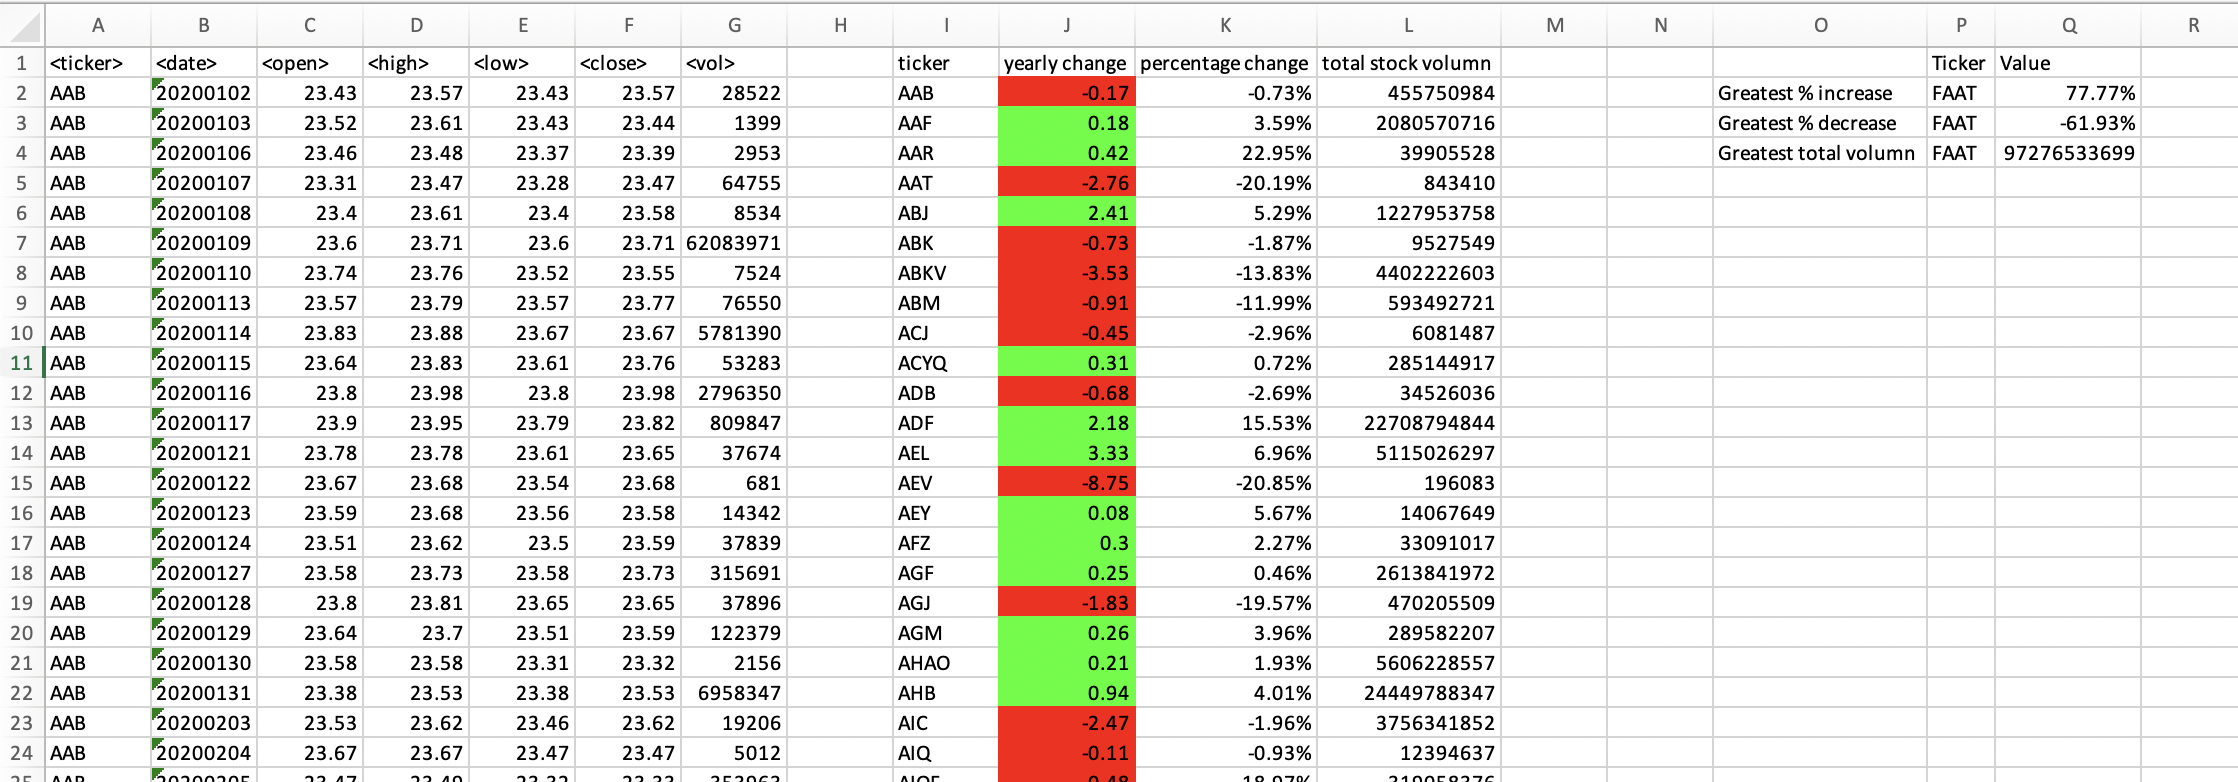 A B C D E F G H I J K L M N O P Q R
1 <ticker> <date> <open> <high> <low> <close> <vol> ticker yearly change percentage change total stock volumn Ticker Value
2 AAB 20200102 23.43 23.57 23.43 23.57 28522 AAB -0.17 -0.73% 455750984 Greatest % increase FAAT 77.77%
3 AAB 20200103 23.52 23.61 23.43 23.44 1399 AAF 0.18 3.59% 2080570716 Greatest % decrease FAAT -61.93%
4 AAB 20200106 23.46 23.48 23.37 23.39 2953 AAR 0.42 22.95% 39905528 Greatest total volumn FAAT 97276533699
5 AAB 20200107 23.31 23.47 23.28 23.47 64755 AAT -2.76 -20.19% 843410
6 AAB 20200108 23.4 23.61 23.4 23.58 8534 ABJ 2.41 5.29% 1227953758
7 AAB 20200109 23.6 23.71 23.6 23.71 62083971 ABK -0.73 -1.87% 9527549
8 AAB 20200110 23.74 23.76 23.52 23.55 7524 ABKV -3.53 -13.83% 4402222603
9 AAB 20200113 23.57 23.79 23.57 23.77 76550 ABM -0.91 -11.99% 593492721
10 AAB 20200114 23.83 23.88 23.67 23.67 5781390 ACJ -0.45 -2.96% 6081487
11 AAB 20200115 23.64 23.83 23.61 23.76 53283 ACYQ 0.31 0.72% 285144917
12 AAB 20200116 23.8 23.98 23.8 23.98 2796350 ADB -0.68 -2.69% 34526036
13 AAB 20200117 23.9 23.95 23.79 23.82 809847 ADF 2.18 15.53% 22708794844
14 AAB 20200121 23.78 23.78 23.61 23.65 37674 AEL 3.33 6.96% 5115026297
15 AAB 20200122 23.67 23.68 23.54 23.68 681 AEV -8.75 -20.85% 196083
16 AAB 20200123 23.59 23.68 23.56 23.58 14342 AEY 0.08 5.67% 14067649
17 AAB 20200124 23.51 23.62 23.5 23.59 37839 AFZ 0.3 2.27% 33091017
18 AAB 20200127 23.58 23.73 23.58 23.73 315691 AGF 0.25 0.46% 2613841972
19 AAB 20200128 23.8 23.81 23.65 23.65 37896 AGJ -1.83 -19.57% 470205509
20 AAB 20200129 23.64 23.7 23.51 23.59 122379 AGM 0.26 3.96% 289582207
21 AAB 20200130 23.58 23.58 23.31 23.32 2156 AHAO 0.21 1.93% 5606228557
22 AAB 20200131 23.38 23.53 23.38 23.53 6958347 AHB 0.94 4.01% 24449788347
23 AAB 20200203 23.53 23.62 23.46 23.62 19206 AIC -2.47 -1.96% 3756341852
24 AAB 20200204 23.67 23.67 23.47 23.47 5012 AIQ -0.11 -0.93% 12394637